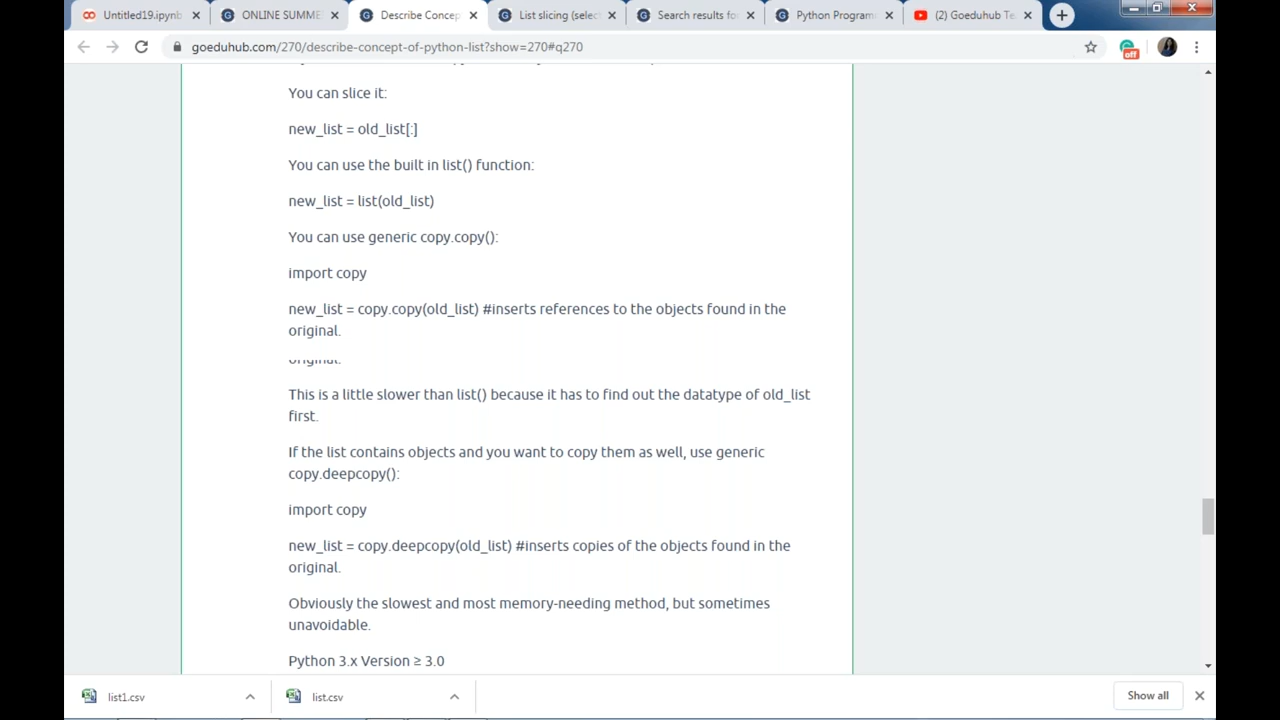 Untitled19.ipynb
ONLINE SUMME
Describe Concep
List slicing (selec
Search results fo
Python Program
(2) Goeduhub Te
goeduhub.com/270/describe-concept-of-python-list?show=270#q270
off
You can slice it:
new_list = old_list[:]
You can use the built in list() function:
new_list = list(old_list)
You can use generic copy.copy():
import copy
new_list = copy.copy(old_list) #inserts references to the objects found in the
original.
original.
This is a little slower than list() because it has to find out the datatype of old_list
first.
If the list contains objects and you want to copy them as well, use generic
copy.deepcopy():
import copy
new_list = copy.deepcopy(old_list) #inserts copies of the objects found in the
original.
Obviously the slowest and most memory-needing method, but sometimes
unavoidable.
Python 3.x Version ≥ 3.0
list1.csv
list.csv
Show all